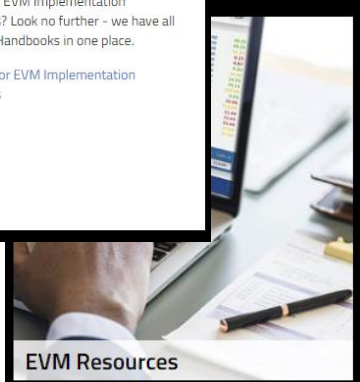 EVM Implementation
? Look no further - we have all
Handbooks in one place.
or EVM Implementation
EVM Resources